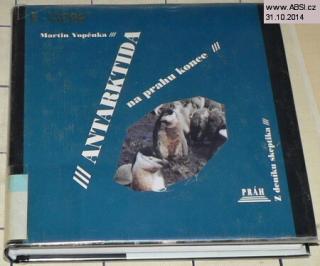 www.ABSI.cz
31.10.2014
Martin Vopěnka ///
/// ANTARKTIDA
na prahu konce ///
PRÁH
Z deníku skeptika ///